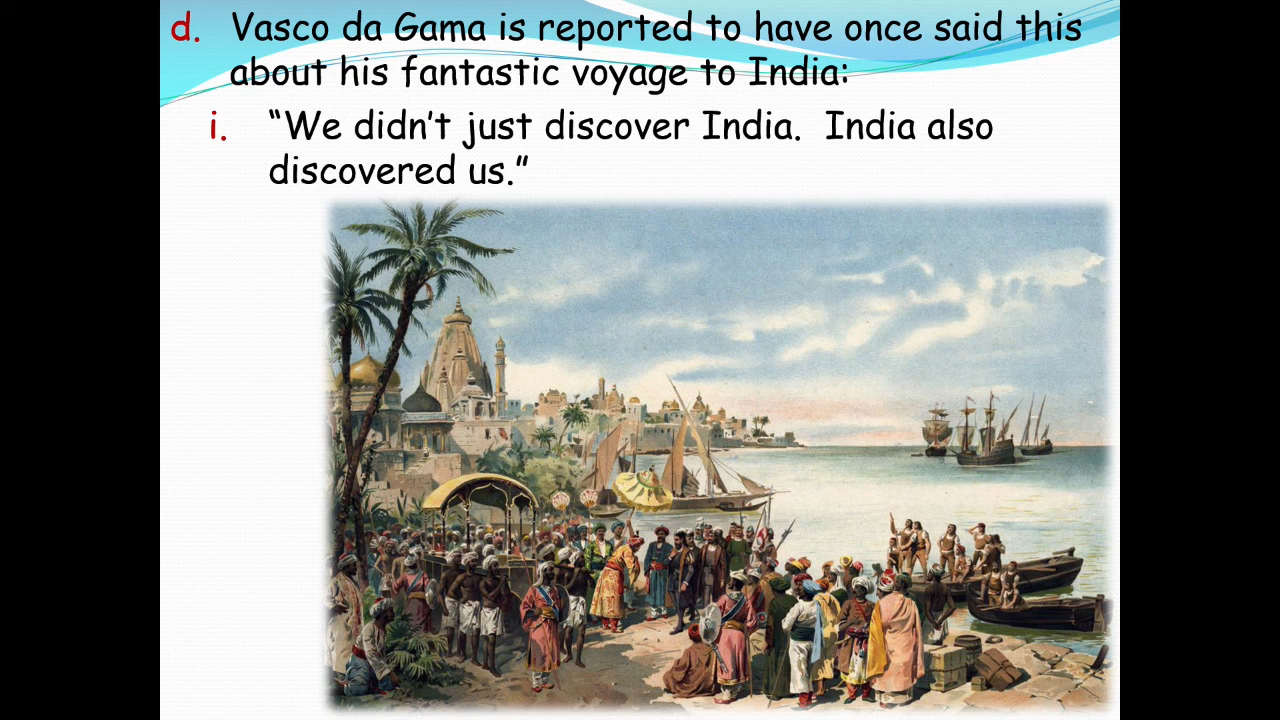 d. Vasco da Gama is reported to have once said this
about his fantastic voyage to India:
i. “We didn’t just discover India.  India also
discovered us.”